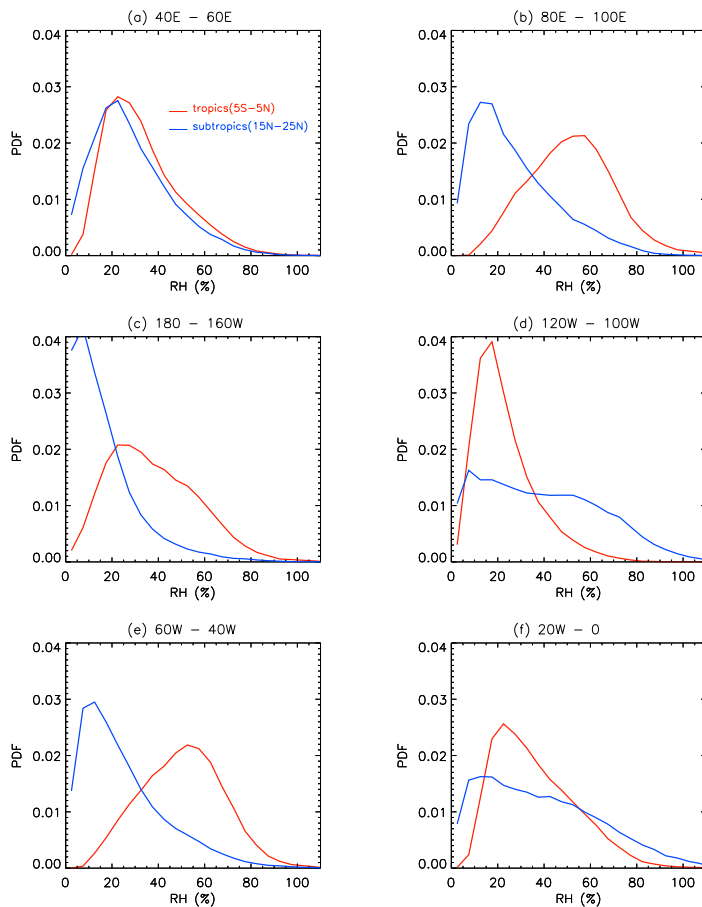 (a) 40E - 60E
0.04
0.03
0.02
0.01
0.00
PDF
tropics(5S-5N)
subtropics(15N-25N)
0 20 40 60 80 100
RH (%)
(b) 80E - 100E
0.04
0.03
0.02
0.01
0.00
PDF
0 20 40 60 80 100
RH (%)
(c) 180 - 160W
0.04
0.03
0.02
0.01
0.00
PDF
0 20 40 60 80 100
RH (%)
(d) 120W - 100W
0.04
0.03
0.02
0.01
0.00
PDF
0 20 40 60 80 100
RH (%)
(e) 60W - 40W
0.04
0.03
0.02
0.01
0.00
PDF
0 20 40 60 80 100
RH (%)
(f) 20W - 0
0.04
0.03
0.02
0.01
0.00
PDF
0 20 40 60 80 100
RH (%)